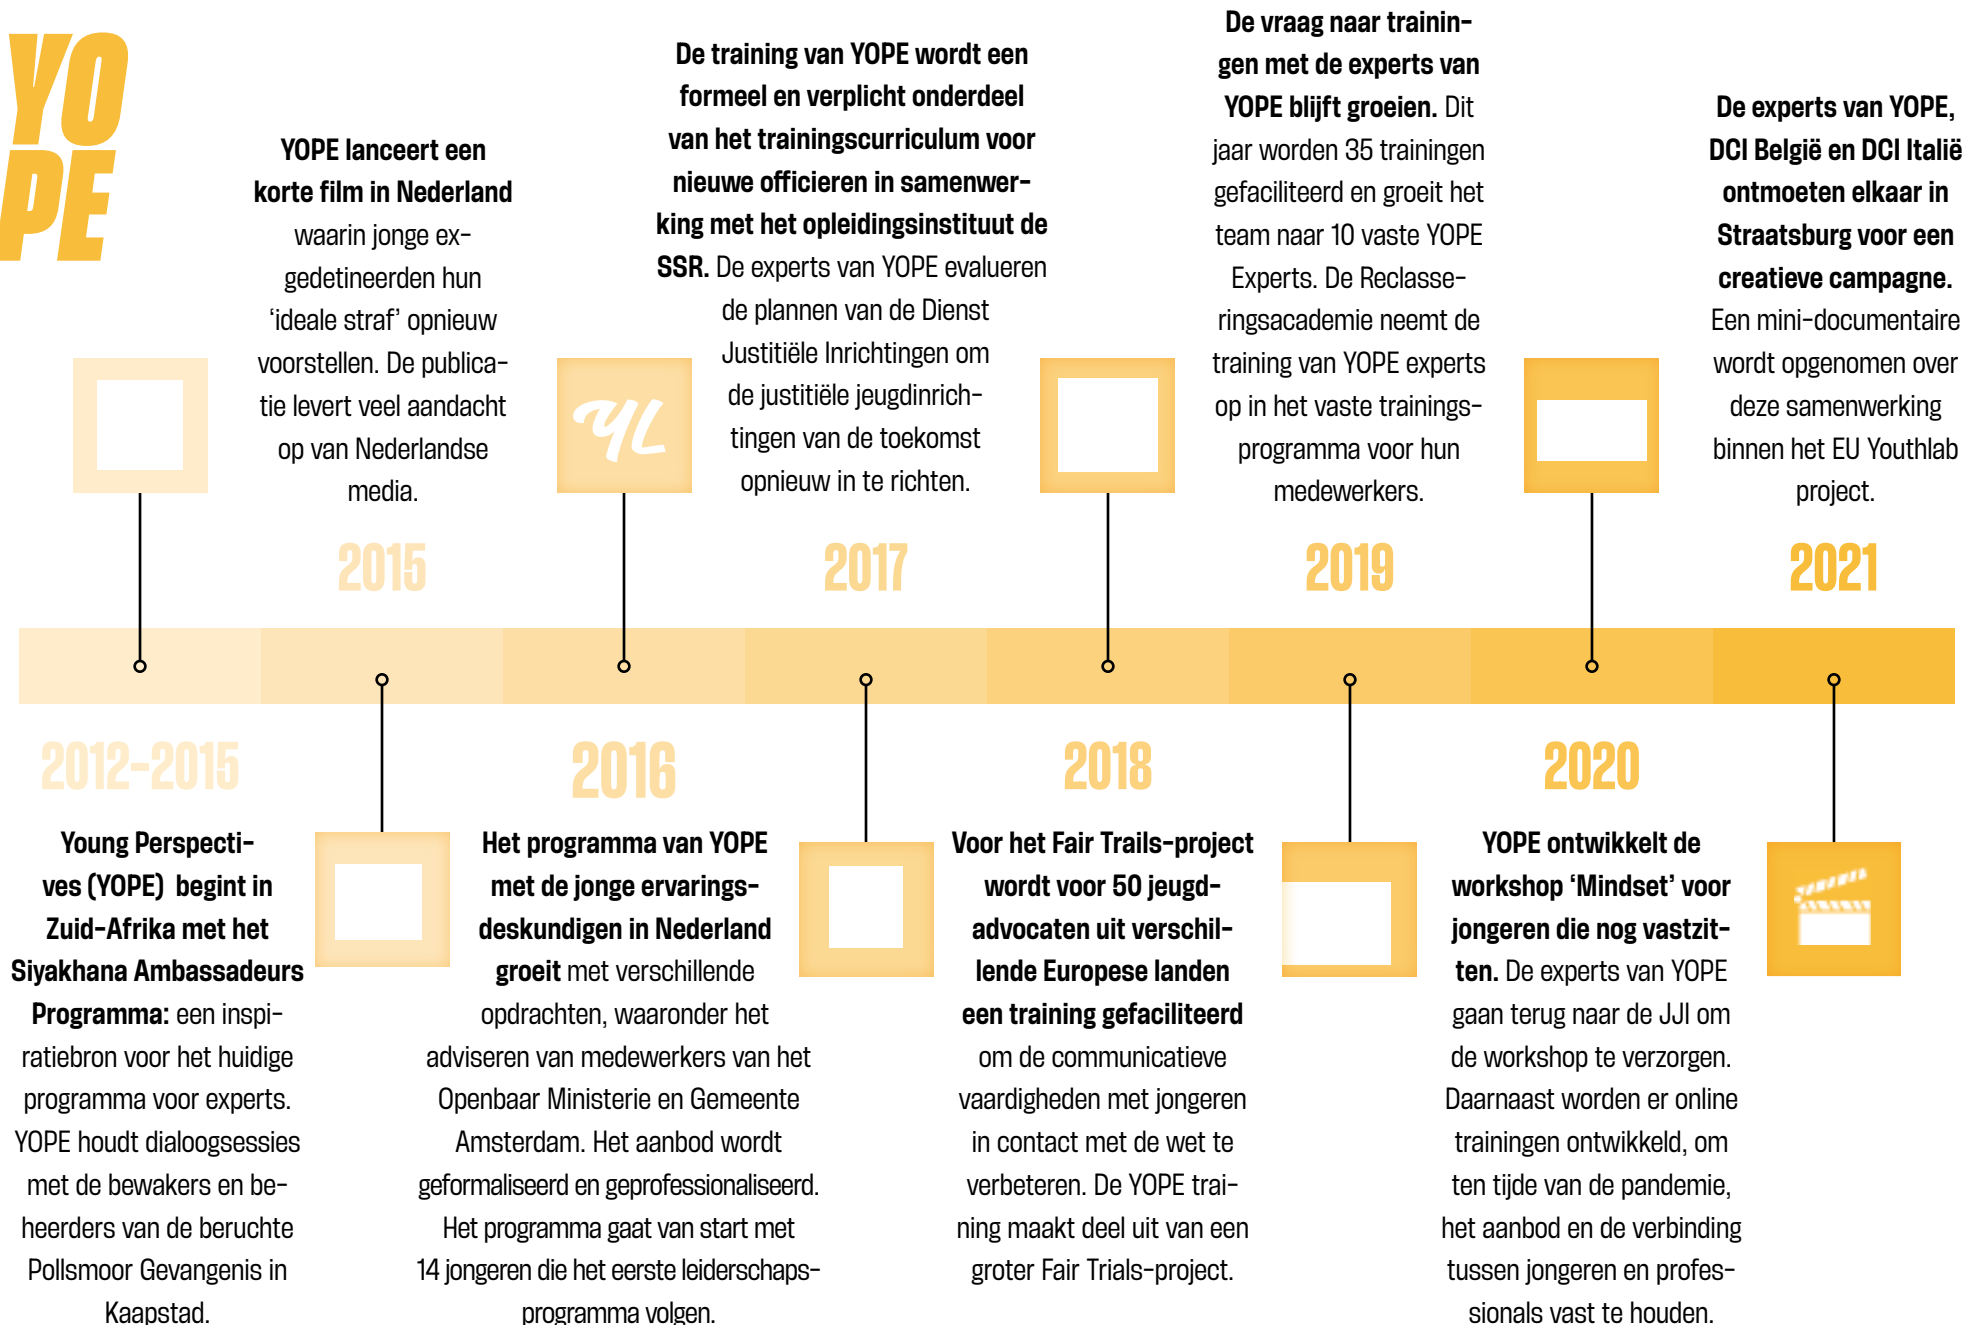 YO
PE
2012-2015
Young Perspecti-
ves (YOPE) begint in
Zuid-Afrika met het
Siyakhana Ambassadeurs
Programma: een inspi-
ratiebron voor het huidige
programma voor experts.
YOPE houdt dialoogsessies
met de bewakers en be-
heerders van de beruchte
Pollsmoor Gevangenis in
Kaapstad.
YOPE lanceert een
korte film in Nederland
waarin jonge ex-
gedetineerden hun
‘ideale straf’ opnieuw
voorstellen. De publica-
tie levert veel aandacht
op van Nederlandse
media.
2015
YL
2016
Het programma van YOPE
met de jonge ervarings-
deskundigen in Nederland
groeit met verschillende
opdrachten, waaronder het
adviseren van medewerkers van het
Openbaar Ministerie en Gemeente
Amsterdam. Het aanbod wordt
geformaliseerd en geprofessionaliseerd.
Het programma gaat van start met
14 jongeren die het eerste leiderschaps-
programma volgen.
De training van YOPE wordt een
formeel en verplicht onderdeel
van het trainingscurriculum voor
nieuwe officieren in samenwer-
king met het opleidingsinstituut de
SSR. De experts van YOPE evalueren
de plannen van de Dienst
Justitiële Inrichtingen om
de justitiële jeugdinrich-
tingen van de toekomst
opnieuw in te richten.
2017
2018
Voor het Fair Trails-project
wordt voor 50 jeugd-
advocaten uit verschil-
lende Europese landen
een training gefaciliteerd
om de communicatieve
vaardigheden met jongeren
in contact met de wet te
verbeteren. De YOPE trai-
ning maakt deel uit van een
groter Fair Trials-project.
De vraag naar trainin-
gen met de experts van
YOPE blijft groeien. Dit
jaar worden 35 trainingen
gefaciliteerd en groeit het
team naar 10 vaste YOPE
Experts. De Reclasse-
ringsacademie neemt de
training van YOPE experts
op in het vaste trainings-
programma voor hun
medewerkers.
2019
2020
YOPE ontwikkelt de
workshop ‘Mindset’ voor
jongeren die nog vastzit-
ten. De experts van YOPE
gaan terug naar de JJI om
de workshop te verzorgen.
Daarnaast worden er online
trainingen ontwikkeld, om
ten tijde van de pandemie,
het aanbod en de verbinding
tussen jongeren en profes-
sionals vast te houden.
De experts van YOPE,
DCI België en DCI Italië
ontmoeten elkaar in
Straatsburg voor een
creatieve campagne.
Een mini-documentaire
wordt opgenomen over
deze samenwerking
binnen het EU Youthlab
project.
2021